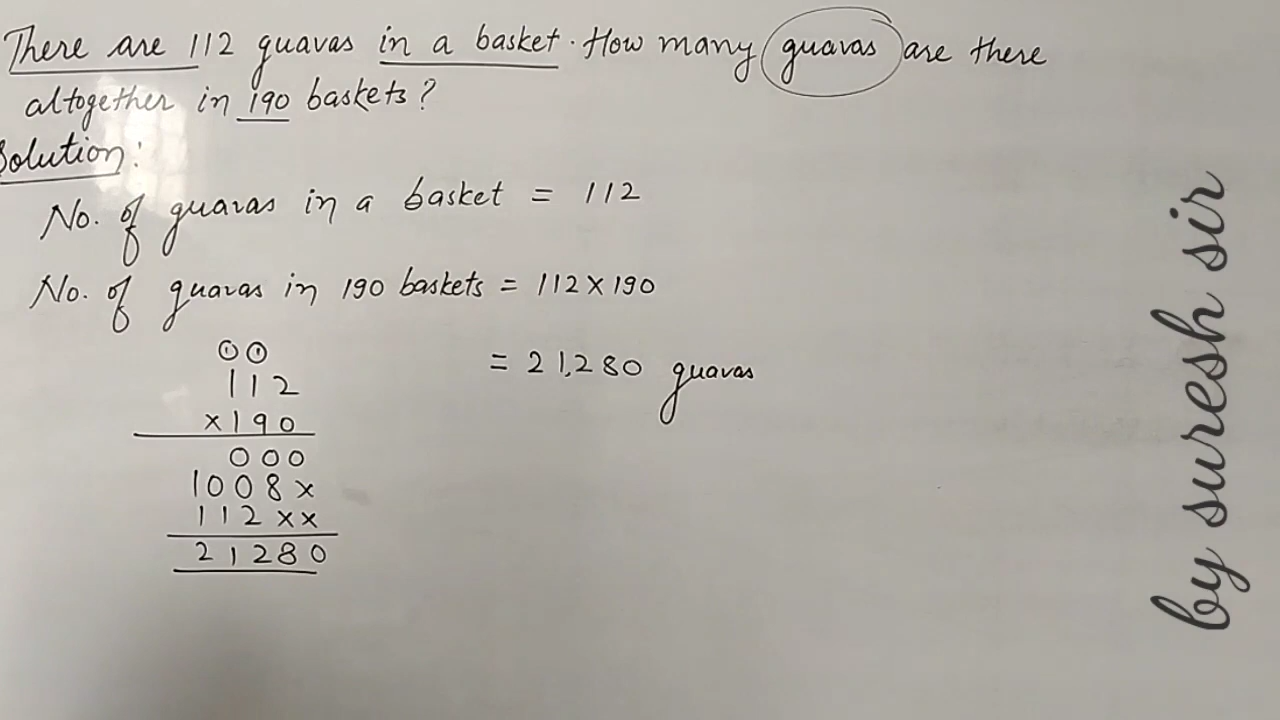 There are 112 guavas in a basket. How many guavas are there
altogether in 190 baskets?
Solution:
No. of guavas in a basket = 112
No. of guavas in 190 baskets = 112 x 190
= 21,280 guavas
1 1
112
x190
000
1008x
112xx
21280
by suresh sir